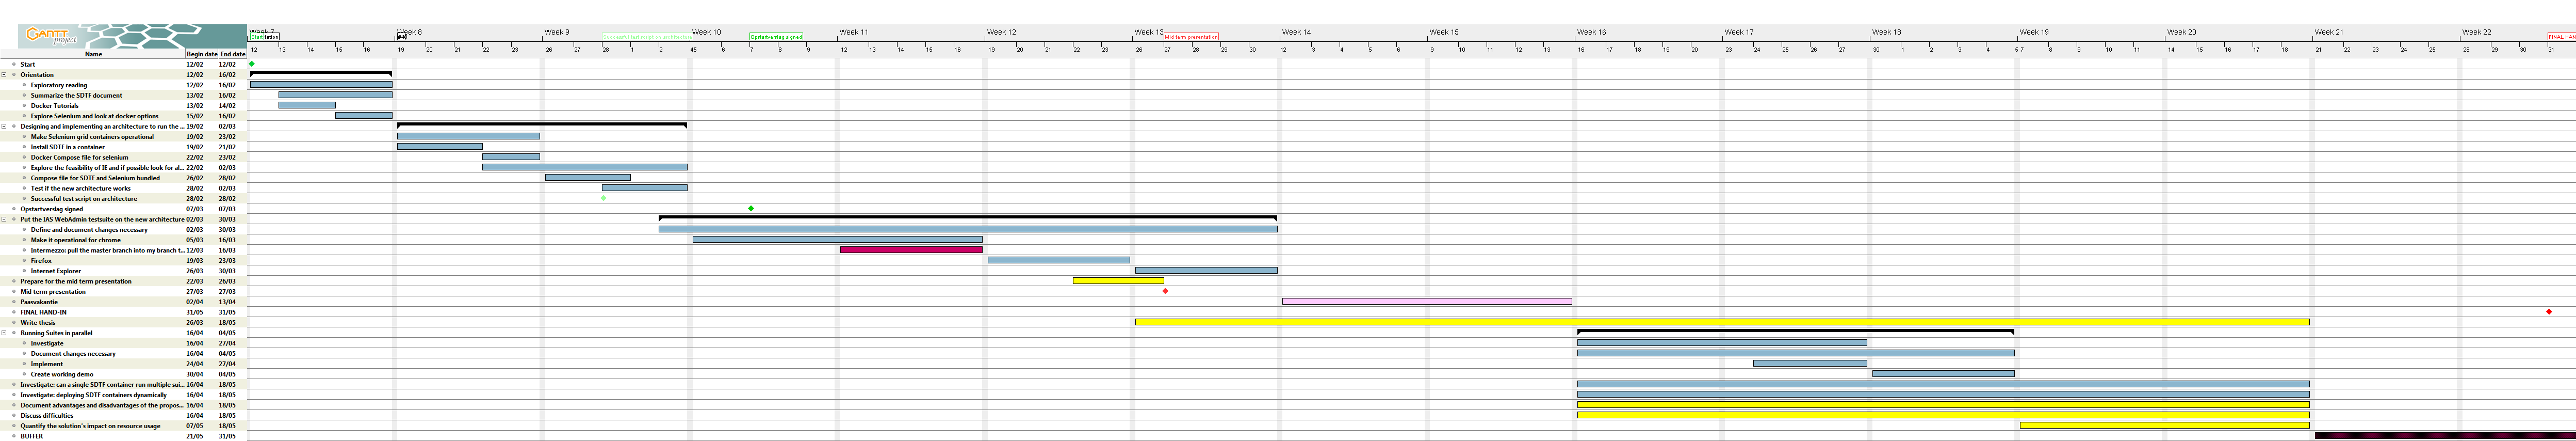 GANTT
project
Week 7 Week 8 Week 9 Week 10 Week 11 Week 12 Week 13 Week 14 Week 15 Week 16 Week 17 Week 18 Week 19 Week 20 Week 21 Week 22
Start Opstartverslag signed Mid term presentation FINAL HAN
12 13 14 15 16 19 20 21 22 23 26 27 28 1 2 45 6 7 8 9 12 13 14 15 16 19 20 21 22 23 26 27 28 29 30 12 3 4 5 6 9 10 11 12 13 16 17 18 19 20 23 24 25 26 27 30 1 2 3 6 7 8 9 10 11 14 15 16 17 18 21 22 23 24 25 28 29 30 31
Name Begin date End date
Start 12/02 12/02
Orientation 12/02 16/02
Exploratory reading 12/02 16/02
Summarize the SDTF document 13/02 16/02
Docker Tutorials 13/02 14/02
Explore Selenium and look at docker options 15/02 16/02
Designing and implementing an architecture to run the ... 19/02 02/03
Make Selenium grid containers operational 19/02 23/02
Install SDTF in a container 19/02 21/02
Docker Compose file for selenium 22/02 23/02
Explore the feasibility of IE and if possible look for al... 22/02 02/03
Compose file for SDTF and Selenium bundled 26/02 28/02
Test if the new architecture works 28/02 02/03
Successful test script on architecture 28/02 28/02
Opstartverslag signed 07/03 07/03
Put the IAS WebAdmin testsuite on the new architecture 02/03 30/03
Define and document changes necessary 02/03 30/03
Make it operational for chrome 05/03 16/03
Intermezzo: pull the master branch into my branch t... 12/03 16/03
Firefox 19/03 23/03
Internet Explorer 26/03 30/03
Prepare for the mid term presentation 22/03 26/03
Mid term presentation 27/03 27/03
Paasvakantie 02/04 13/04
FINAL HAND-IN 31/05 31/05
Write thesis 26/03 18/05
Running Suites in parallel 16/04 04/05
Investigate 16/04 27/04
Document changes necessary 16/04 04/05
Implement 24/04 27/04
Create working demo 30/04 04/05
Investigate: can a single SDTF container run multiple sui... 16/04 18/05
Investigate: deploying SDTF containers dynamically 16/04 18/05
Document advantages and disadvantages of the propos... 16/04 18/05
Discuss difficulties 16/04 18/05
Quantify the solution's impact on resource usage 07/05 18/05
BUFFER 21/05 31/05